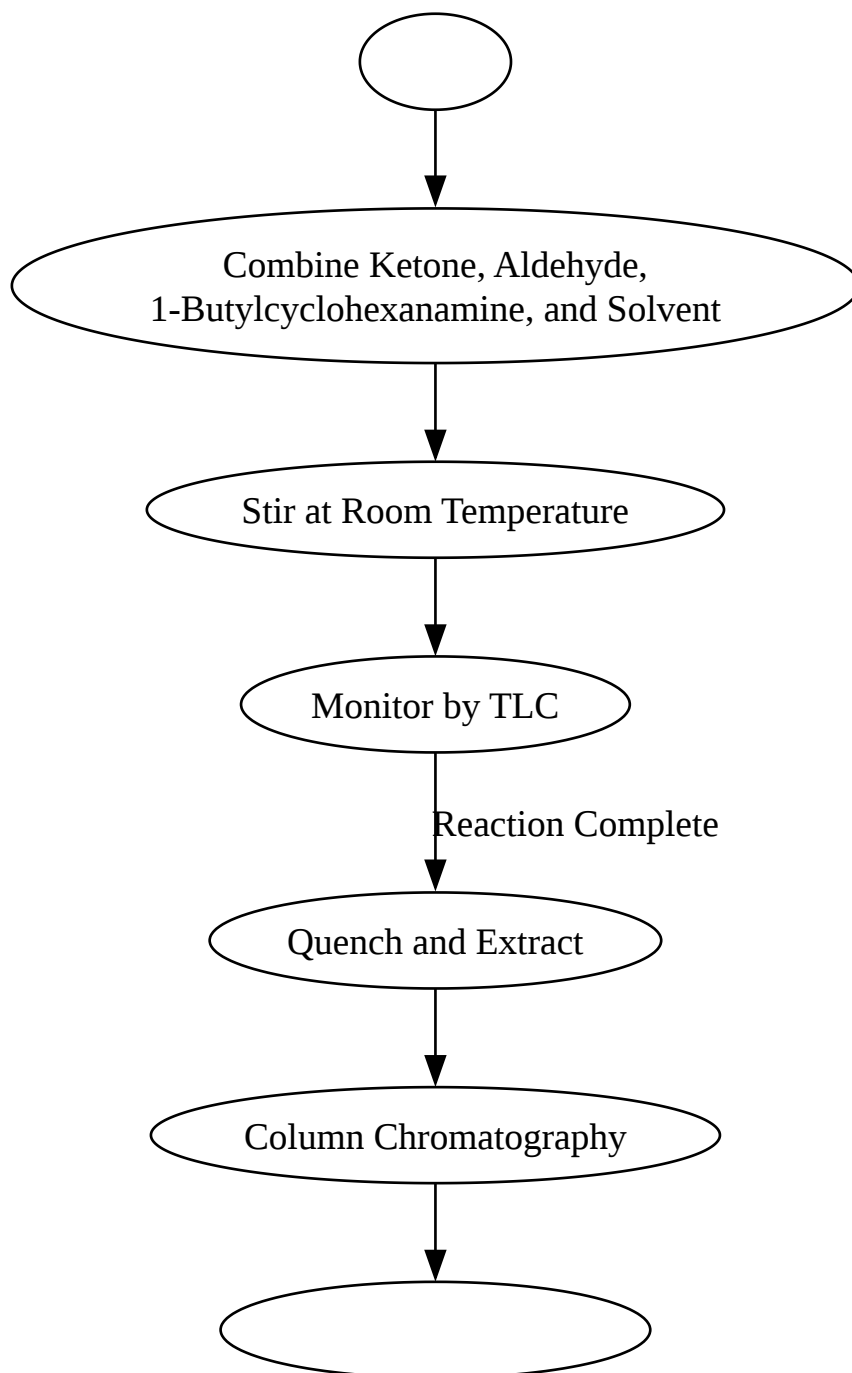 Combine Ketone, Aldehyde,
1-Butylcyclohexanamine, and Solvent
Stir at Room Temperature
Monitor by TLC
Reaction Complete
Quench and Extract
Column Chromatography